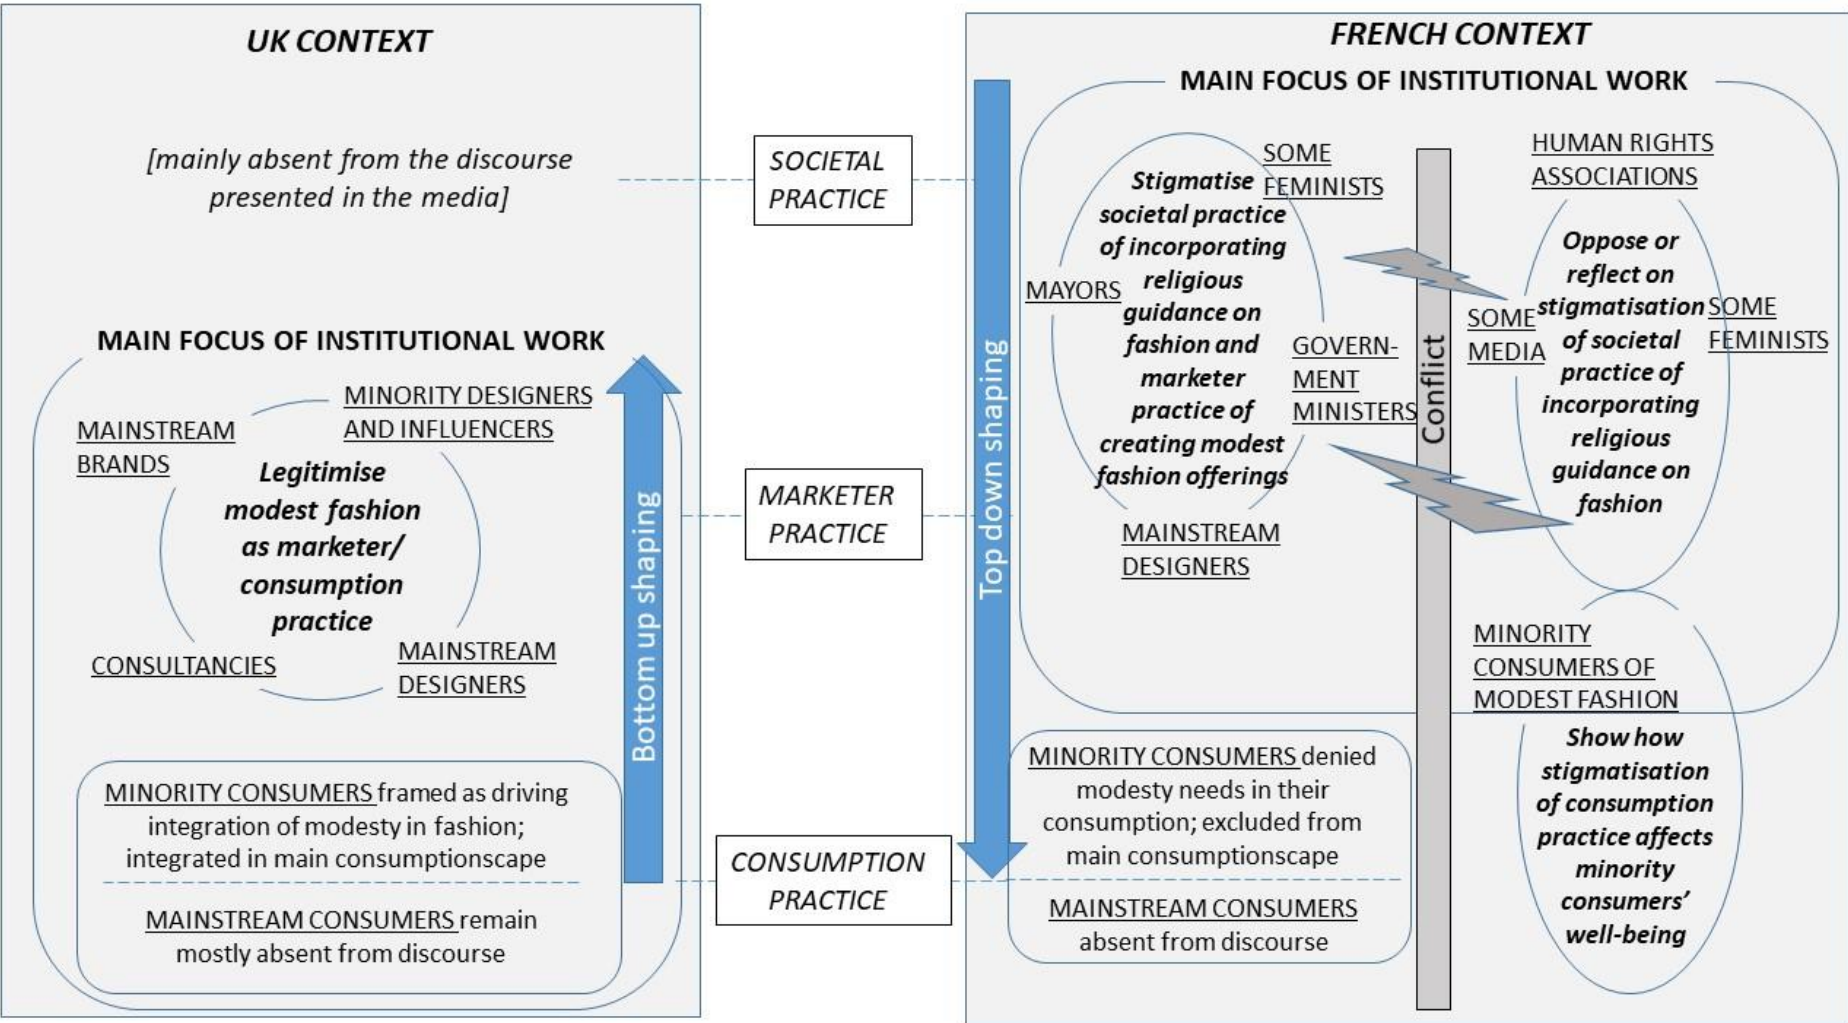 UK CONTEXT
[mainly absent from the discourse
presented in the media]
MAIN FOCUS OF INSTITUTIONAL WORK
MINORITY DESIGNERS
AND INFLUENCERS
MAINSTREAM
BRANDS
Legitimise
modest fashion
as marketer/
consumption
practice
CONSULTANCIES
MAINSTREAM
DESIGNERS
Bottom up shaping
MINORITY CONSUMERS framed as driving
integration of modesty in fashion;
integrated in main consumptionscape
MAINSTREAM CONSUMERS remain
mostly absent from discourse
SOCIETAL
PRACTICE
MARKETER
PRACTICE
CONSUMPTION
PRACTICE
FRENCH CONTEXT
MAIN FOCUS OF INSTITUTIONAL WORK
Top down shaping
SOME
FEMINISTS
MAYORS
Stigmatise
societal practice
of incorporating
religious
guidance on
fashion and
marketer
practice of
creating modest
fashion offerings
GOVERN-
MENT
MINISTERS
MAINSTREAM
DESIGNERS
Conflict
HUMAN RIGHTS
ASSOCIATIONS
Oppose or
reflect on
stigmatisation
of societal
practice of
incorporating
religious
guidance on
fashion
SOME
MEDIA
SOME
FEMINISTS
MINORITY
CONSUMERS OF
MODEST FASHION
Show how
stigmatisation
of consumption
practice affects
minority
consumers’
well-being
MINORITY CONSUMERS denied
modesty needs in their
consumption; excluded from
main consumptionscape
MAINSTREAM CONSUMERS
absent from discourse